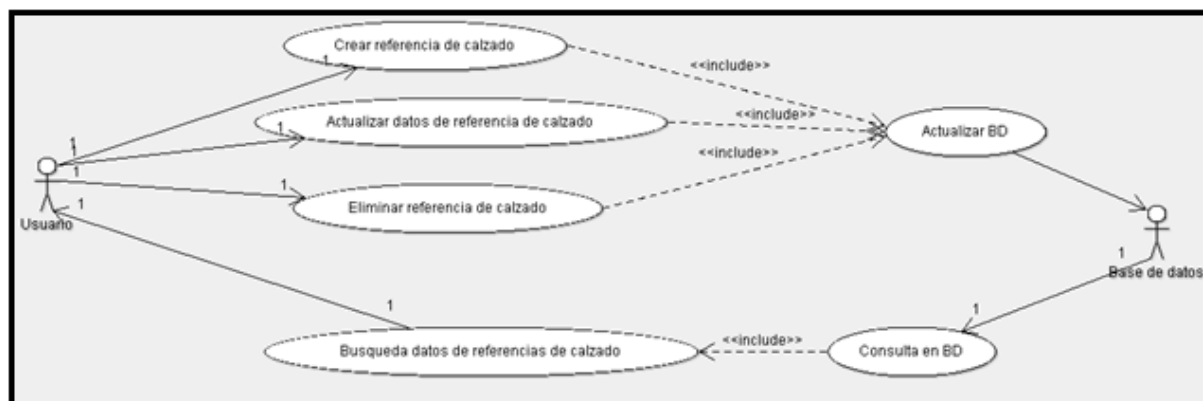 Crear referencia de calzado
1
<<include>>
Actualizar datos de referencia de calzado
1
<<include>>
Actualizar BD
1
1
<<include>>
1
1
Eliminar referencia de calzado
1
Usuario
1
Base de datos
1
1
<<include>>
Busqueda datos de referencias de calzado
Consulta en BD